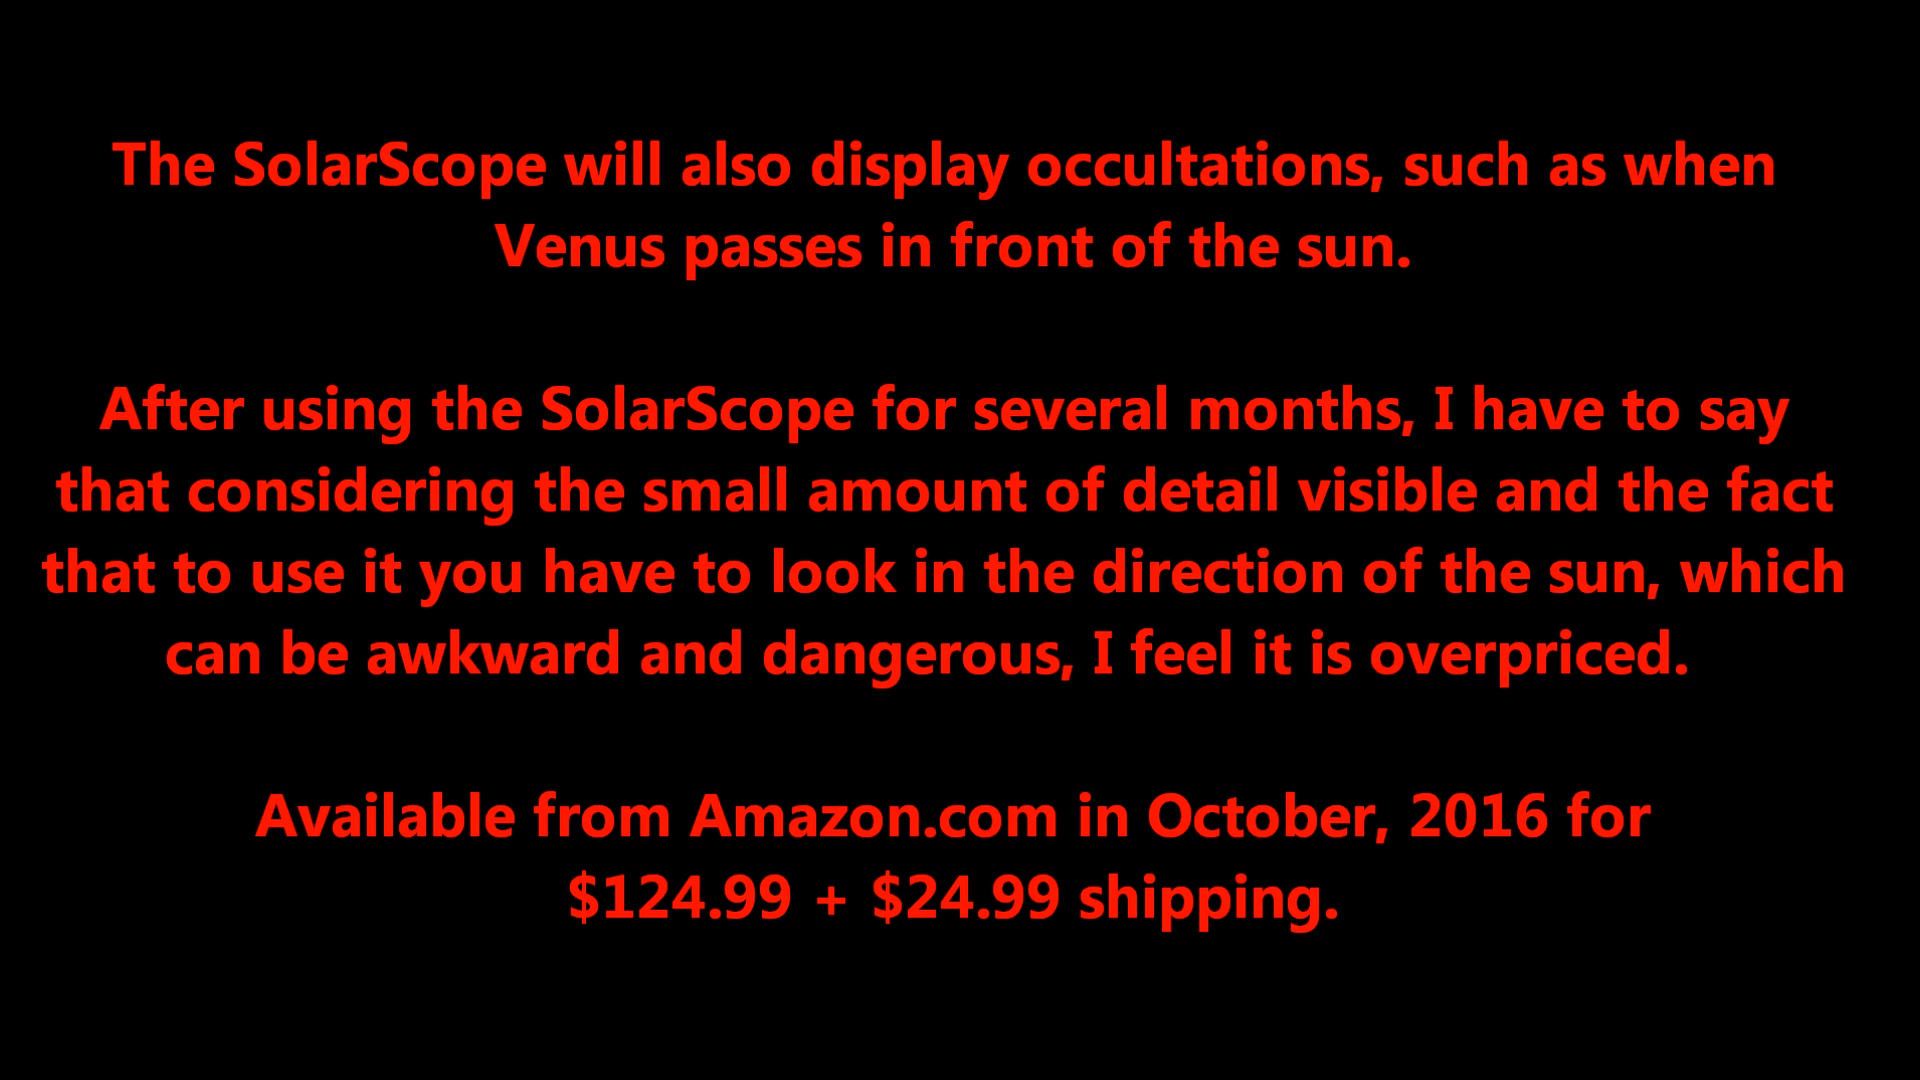 The SolarScope will also display occultations, such as when
Venus passes in front of the sun.
After using the SolarScope for several months, I have to say
that considering the small amount of detail visible and the fact
that to use it you have to look in the direction of the sun, which
can be awkward and dangerous, I feel it is overpriced.
Available from Amazon.com in October, 2016 for
$124.99 + $24.99 shipping.